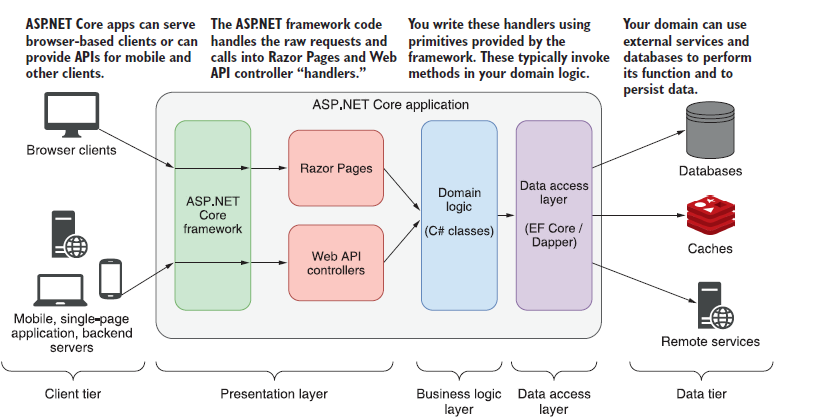 ASP.NET Core apps can serve
browser-based clients or can
provide APIs for mobile and
other clients.
The ASP.NET framework code
handles the raw requests and
calls into Razor Pages and Web
API controller “handlers.”
You write these handlers using
primitives provided by the
framework. These typically invoke
methods in your domain logic.
Your domain can use
external services and
databases to perform
its function and to
persist data.
ASP.NET Core application
Browser clients
Mobile, single-page
application, backend
servers
ASP.NET
Core
framework
Razor Pages
Web API
controllers
Domain
logic
(C# classes)
Data access
layer
(EF Core /
Dapper)
Databases
Caches
Remote services
Client tier
Presentation layer
Business logic
layer
Data access
layer
Data tier